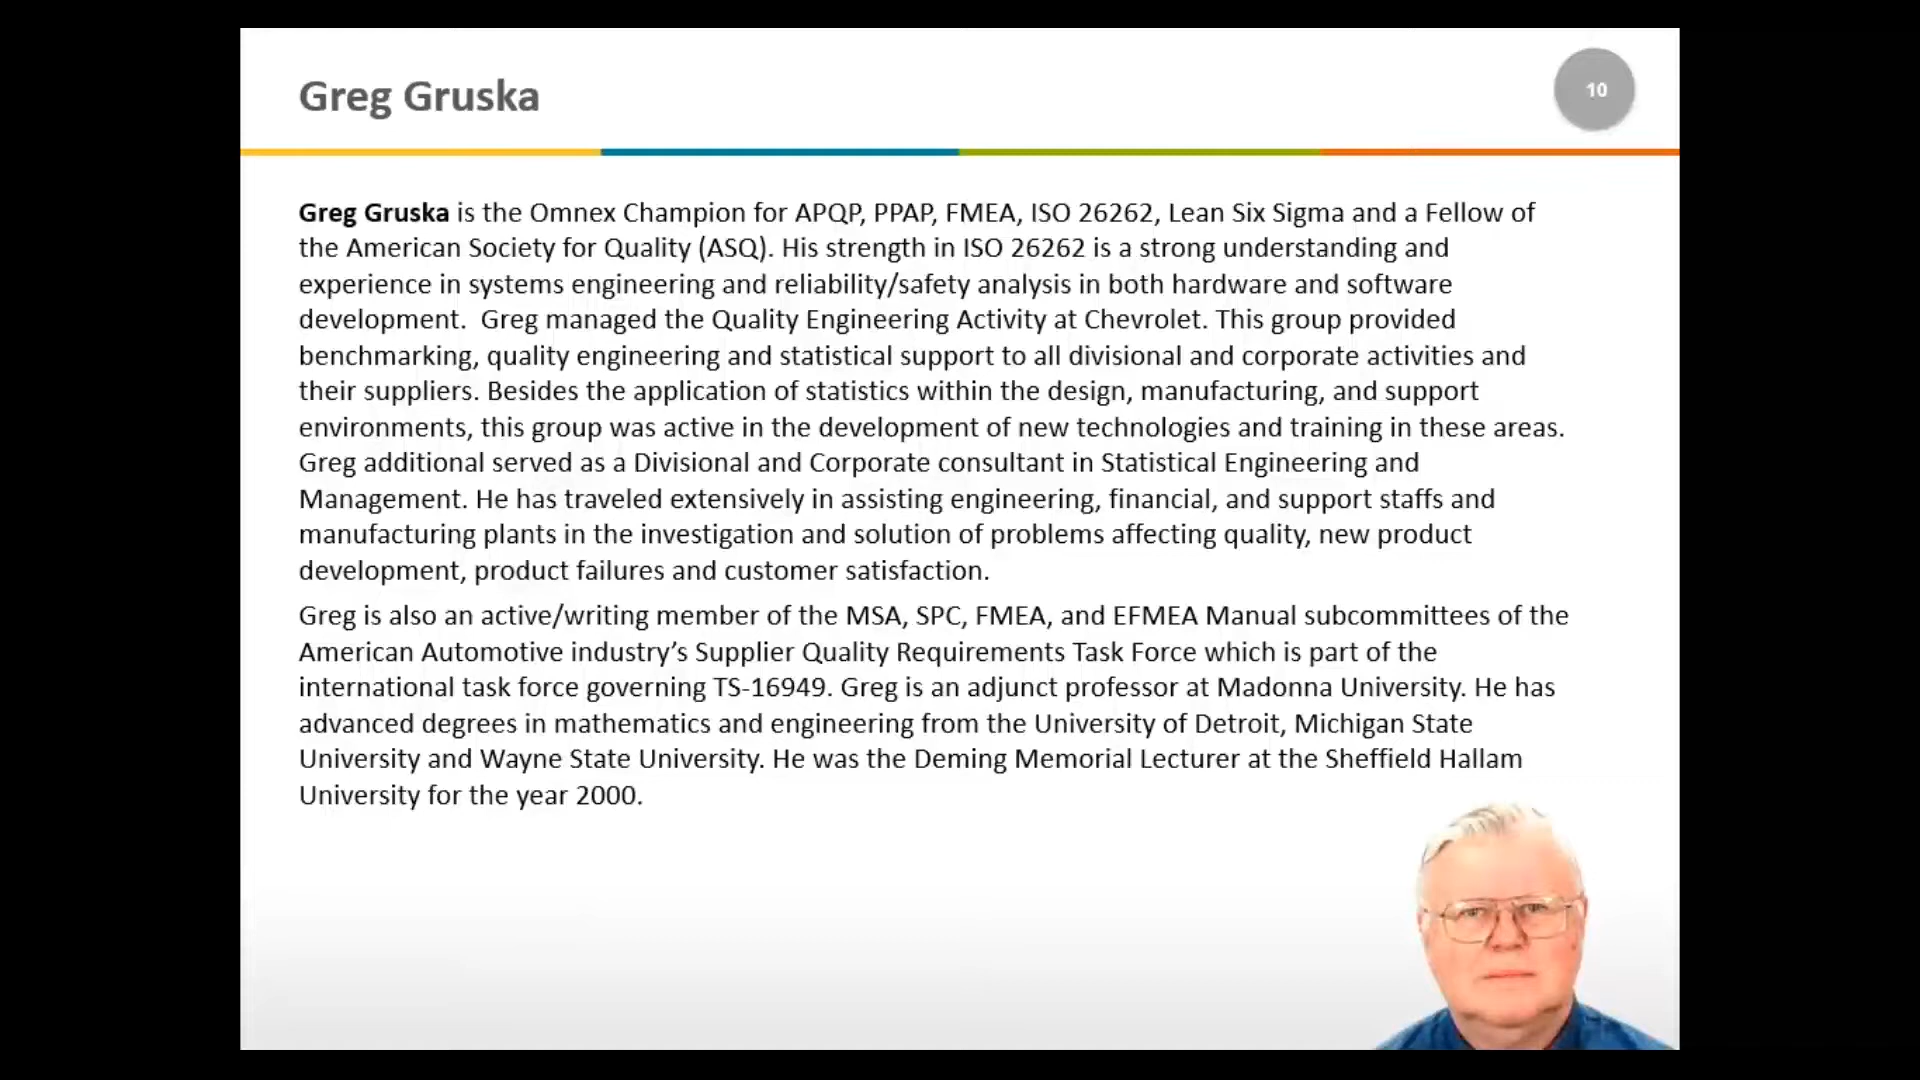 Greg Gruska
10
Greg Gruska is the Omnex Champion for APQP, PPAP, FMEA, ISO 26262, Lean Six Sigma and a Fellow of
the American Society for Quality (ASQ). His strength in ISO 26262 is a strong understanding and
experience in systems engineering and reliability/safety analysis in both hardware and software
development.  Greg managed the Quality Engineering Activity at Chevrolet. This group provided
benchmarking, quality engineering and statistical support to all divisional and corporate activities and
their suppliers. Besides the application of statistics within the design, manufacturing, and support
environments, this group was active in the development of new technologies and training in these areas.
Greg additional served as a Divisional and Corporate consultant in Statistical Engineering and
Management. He has traveled extensively in assisting engineering, financial, and support staffs and
manufacturing plants in the investigation and solution of problems affecting quality, new product
development, product failures and customer satisfaction.
Greg is also an active/writing member of the MSA, SPC, FMEA, and EFMEA Manual subcommittees of the
American Automotive industry’s Supplier Quality Requirements Task Force which is part of the
international task force governing TS-16949. Greg is an adjunct professor at Madonna University. He has
advanced degrees in mathematics and engineering from the University of Detroit, Michigan State
University and Wayne State University. He was the Deming Memorial Lecturer at the Sheffield Hallam
University for the year 2000.